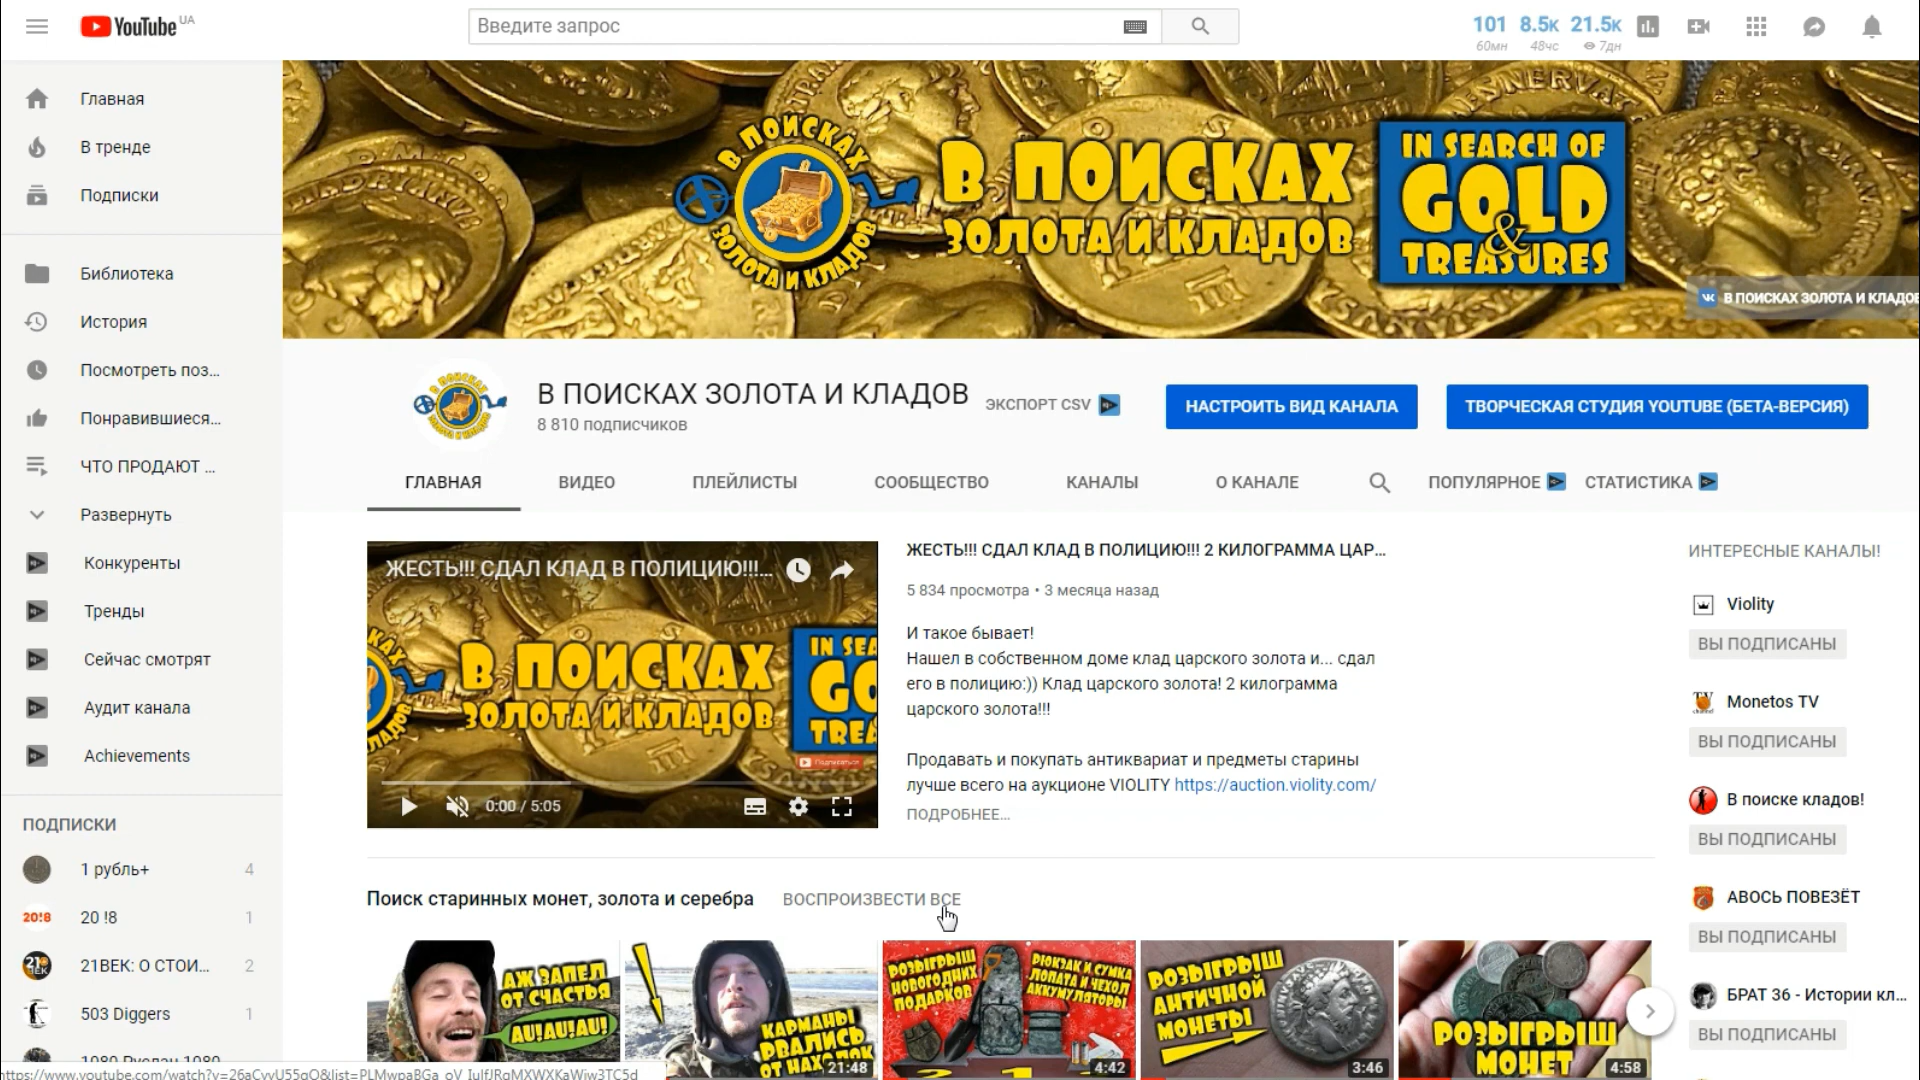 YouTube UA
Введите запрос
101 8.5к 21.5к
60мн 48чс 7дн
Главная
В тренде
Подписки
Библиотека
История
Посмотреть поз...
Понравившиеся...
ЧТО ПРОДАЮТ ...
Развернуть
Конкуренты
Тренды
Сейчас смотрят
Аудит канала
Achievements
ПОДПИСКИ
1 рубль+ 4
20 !8 1
21ВЕК: О СТОИ... 2
503 Diggers 1
В ПОИСКАХ
ЗОЛОТА И КЛАДОВ
В ПОИСКАХ
ЗОЛОТА И КЛАДОВ
IN SEARCH OF
GOLD
&
TREASURES
В ПОИСКАХ ЗОЛОТА И КЛАДОВ
В ПОИСКАХ ЗОЛОТА И КЛАДОВ
8 810 подписчиков
ЭКСПОРТ CSV
НАСТРОИТЬ ВИД КАНАЛА
ТВОРЧЕСКАЯ СТУДИЯ YOUTUBE (БЕТА-ВЕРСИЯ)
ГЛАВНАЯ ВИДЕО ПЛЕЙЛИСТЫ СООБЩЕСТВО КАНАЛЫ О КАНАЛЕ ПОПУЛЯРНОЕ СТАТИСТИКА
ЖЕСТЬ!!! СДАЛ КЛАД В ПОЛИЦИЮ!!!...
В ПОИСКАХ
ЗОЛОТА И КЛАДОВ
IN SEA
GO
TREA
Подписаться
0:00 / 5:05
ЖЕСТЬ!!! СДАЛ КЛАД В ПОЛИЦИЮ!!! 2 КИЛОГРАММА ЦАР...
5 834 просмотра • 3 месяца назад
И такое бывает!
Нашел в собственном доме клад царского золота и... сдал
его в полицию:)) Клад царского золота! 2 килограмма
царского золота!!!
Продавать и покупать антиквариат и предметы старины
лучше всего на аукционе VIOLITY https://auction.violity.com/
ПОДРОБНЕЕ...
ИНТЕРЕСНЫЕ КАНАЛЫ!
Violity
ВЫ ПОДПИСАНЫ
Monetos TV
ВЫ ПОДПИСАНЫ
В поиске кладов!
ВЫ ПОДПИСАНЫ
АВОСЬ ПОВЕЗЁТ
ВЫ ПОДПИСАНЫ
БРАТ 36 - Истории кл...
ВЫ ПОДПИСАНЫ
Поиск старинных монет, золота и серебра ВОСПРОИЗВЕСТИ ВСЕ
АЖ ЗАПЕЛ
ОТ СЧАСТЬЯ
AU!AU!AU!
КАРМАНЫ
РВАЛИСЬ
ОТ НАХОДОК
21:48
РОЗЫГРЫШ
НОВОГОДНИХ
ПОДАРКОВ
РЮКЗАК И СУМКА
ЛОПАТА И ЧЕХОЛ
АККУМУЛЯТОРЫ
4:42
РОЗЫГРЫШ
АНТИЧНОЙ
МОНЕТЫ
3:46
РОЗЫГРЫШ
МОНЕТ
4:58